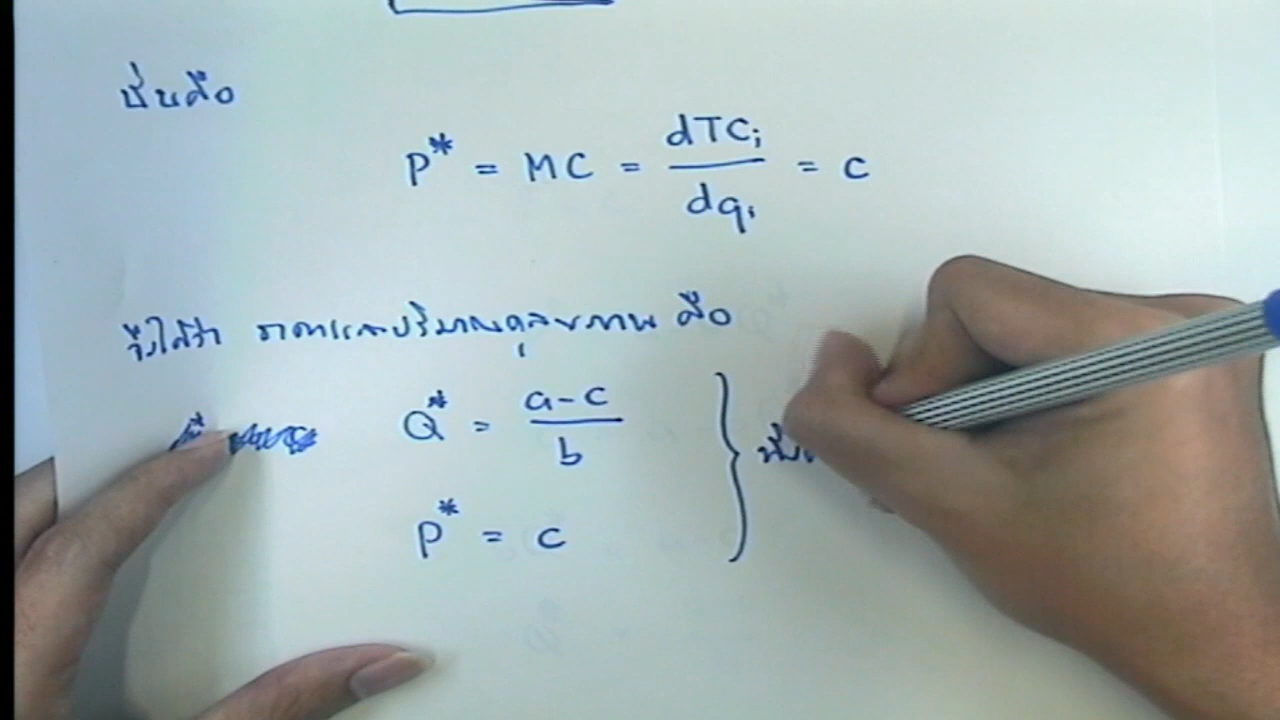 นั่นคือ
P* = MC = dTCi/dqi = c
จึงได้ว่า ราคาและปริมาณดุลยภาพ คือ
Q* = a-c/b
P* = c